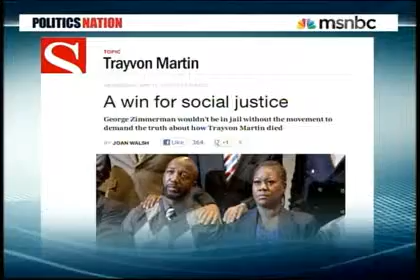 POLITICSNATION
msnbc
S
TOPIC
Trayvon Martin
A win for social justice
George Zimmerman wouldn't be in jail without the movement to
demand the truth about how Trayvon Martin died
BY JOAN WALSH
Like 364
+1